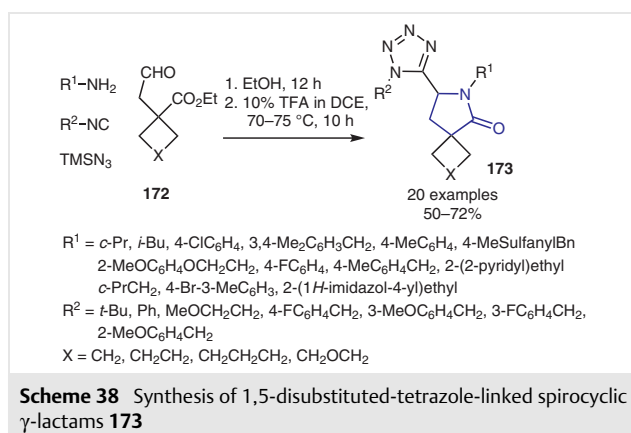 R¹–NH₂
R²–NC
TMSN₃
CHO
CO₂Et
X
172
1. EtOH, 12 h
2. 10% TFA in DCE,
70–75 °C, 10 h
N N
N N
R²
R¹
N
O
X
173
20 examples
50–72%
R¹ = c-Pr, i-Bu, 4-ClC₆H₄, 3,4-Me₂C₆H₃CH₂, 4-MeC₆H₄, 4-MeSulfanylBn
2-MeOC₆H₄OCH₂CH₂, 4-FC₆H₄, 4-MeC₆H₄CH₂, 2-(2-pyridyl)ethyl
c-PrCH₂, 4-Br-3-MeC₆H₃, 2-(1H-imidazol-4-yl)ethyl
R² = t-Bu, Ph, MeOCH₂CH₂, 4-FC₆H₄CH₂, 3-MeOC₆H₄CH₂, 3-FC₆H₄CH₂,
2-MeOC₆H₄CH₂
X = CH₂, CH₂CH₂, CH₂CH₂CH₂, CH₂OCH₂
Scheme 38 Synthesis of 1,5-disubstituted-tetrazole-linked spirocyclic
γ-lactams 173